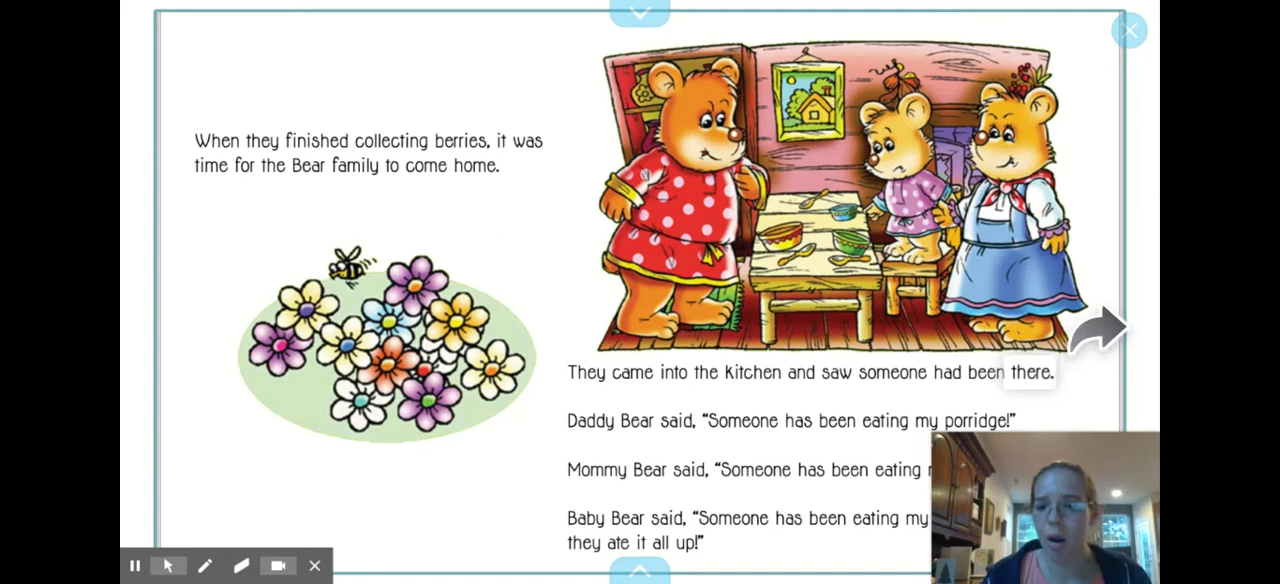 When they finished collecting berries, it was
time for the Bear family to come home.
They came into the kitchen and saw someone had been there.
Daddy Bear said, “Someone has been eating my porridge!”
Mommy Bear said, “Someone has been eating
Baby Bear said, “Someone has been eating my
they ate it all up!”